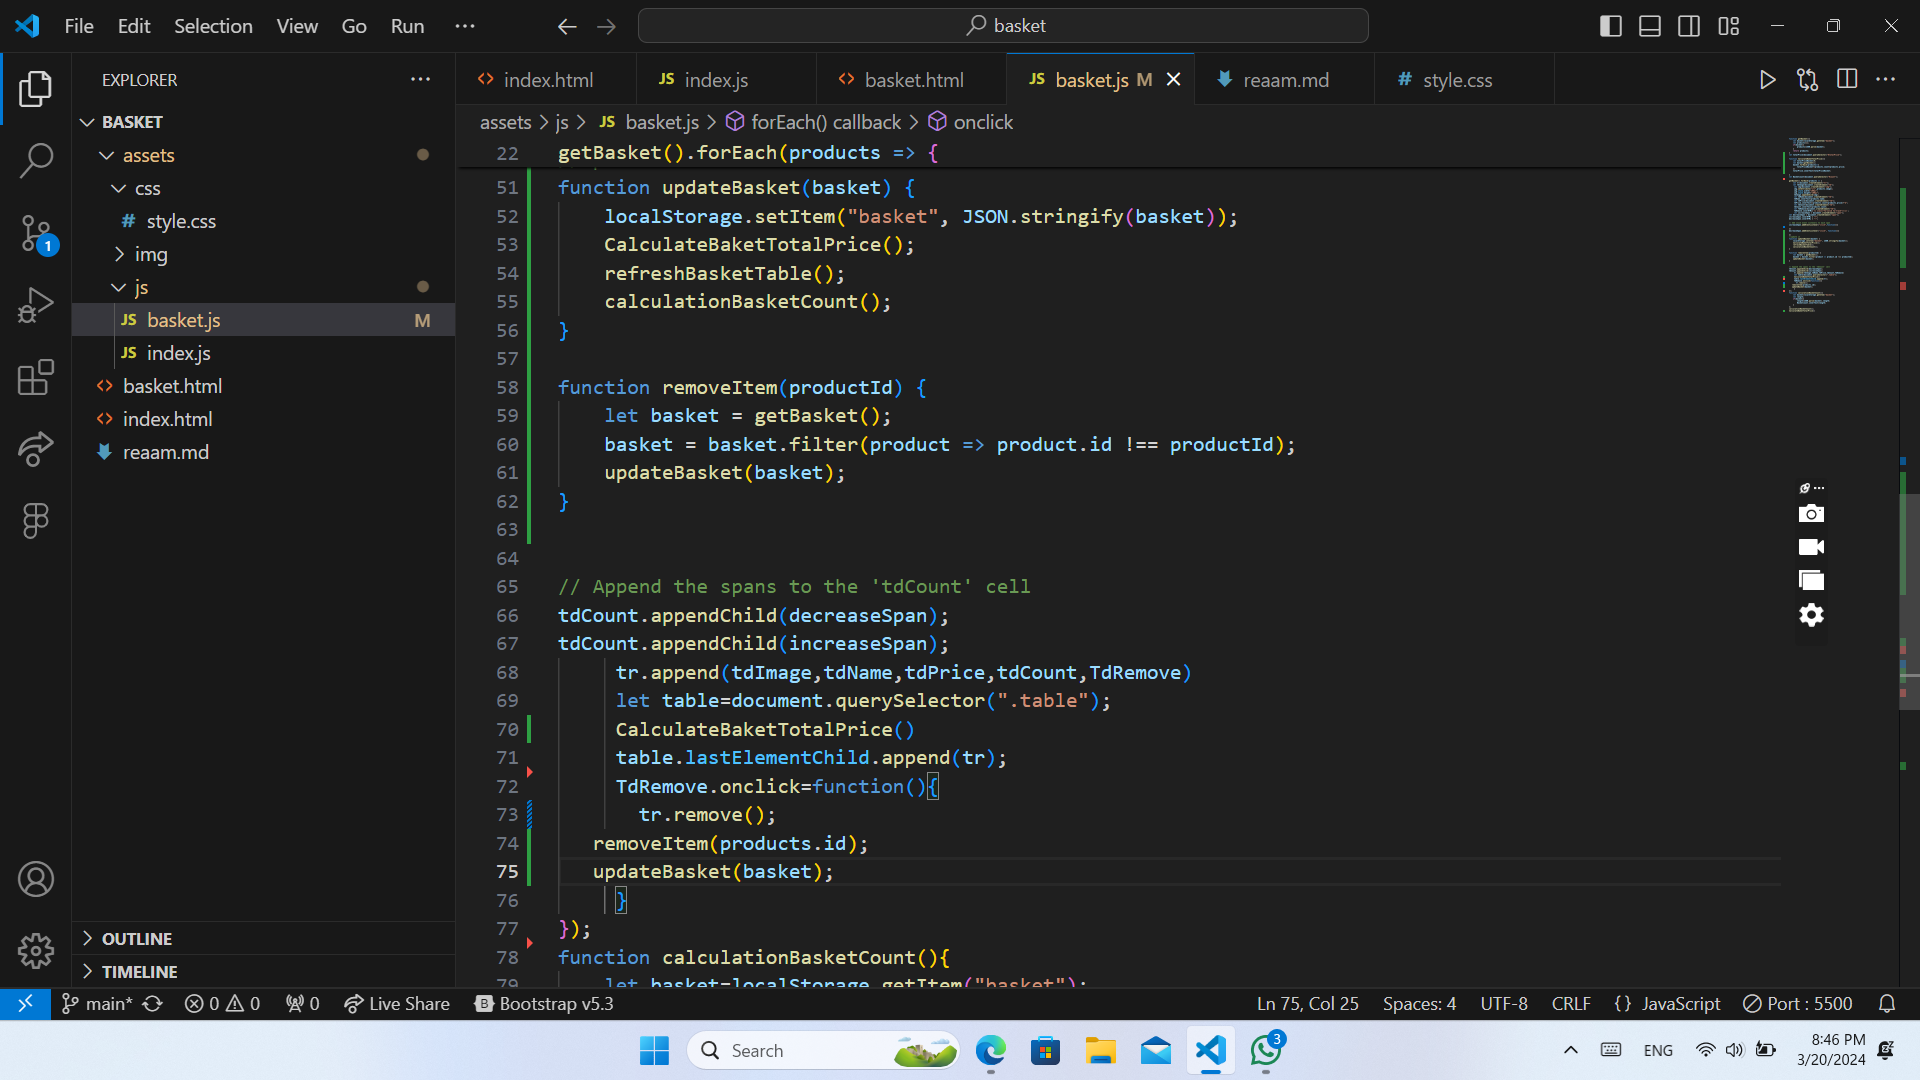 File Edit Selection View Go Run ··· basket
EXPLORER ···
index.html JS index.js basket.html JS basket.js M reaam.md # style.css
BASKET
assets
css
# style.css
img
js
JS basket.js M
JS index.js
basket.html
index.html
reaam.md
OUTLINE
TIMELINE
1
assets > js > JS basket.js > forEach() callback > onclick
22 getBasket().forEach(products => {
51 function updateBasket(basket) {
52 localStorage.setItem("basket", JSON.stringify(basket));
53 CalculateBaketTotalPrice();
54 refreshBasketTable();
55 calculationBasketCount();
56 }
57
58 function removeItem(productId) {
59 let basket = getBasket();
60 basket = basket.filter(product => product.id !== productId);
61 updateBasket(basket);
62 }
63
64
65 // Append the spans to the 'tdCount' cell
66 tdCount.appendChild(decreaseSpan);
67 tdCount.appendChild(increaseSpan);
68 tr.append(tdImage,tdName,tdPrice,tdCount,TdRemove)
69 let table=document.querySelector(".table");
70 CalculateBaketTotalPrice()
71 table.lastElementChild.append(tr);
72 TdRemove.onclick=function(){
73 tr.remove();
74 removeItem(products.id);
75 updateBasket(basket);
76 }
77 });
78 function calculationBasketCount(){
79 let basket=localStorage.getItem("basket");
main* 0 0 0 Live Share B Bootstrap v5.3 Ln 75, Col 25 Spaces: 4 UTF-8 CRLF {} JavaScript Port : 5500
Search 3 ENG 8:46 PM
3/20/2024